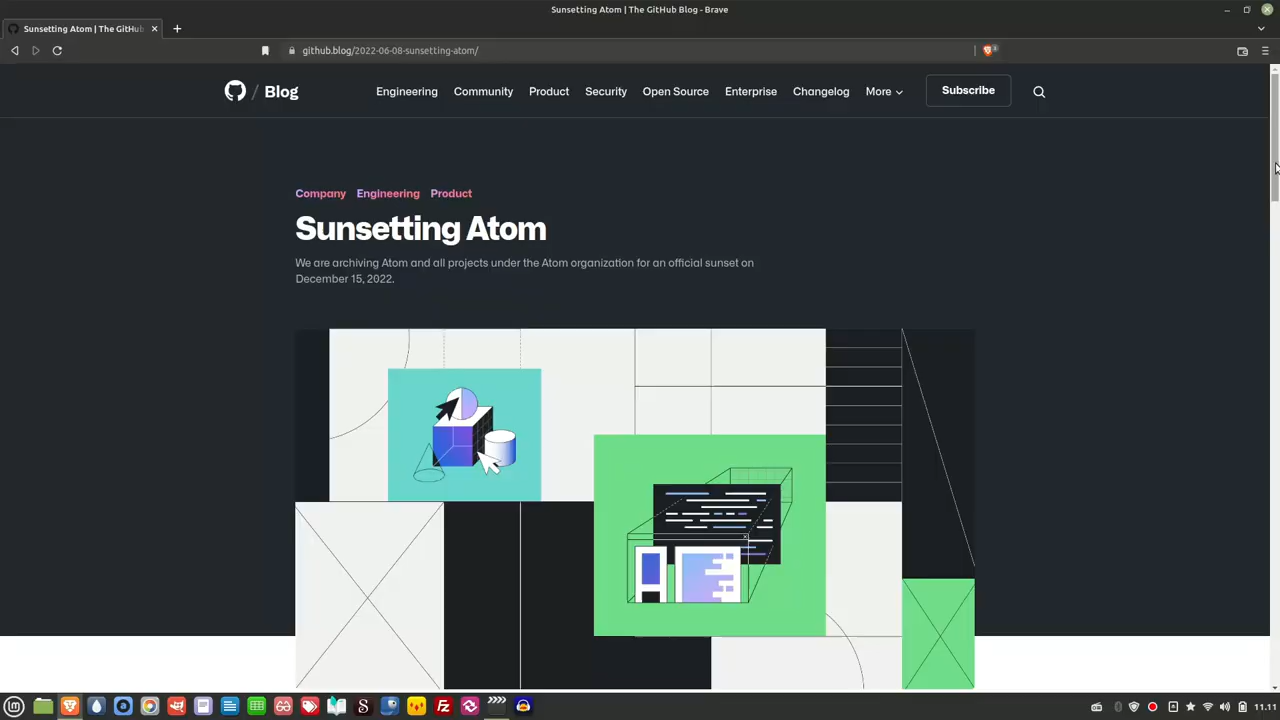 Sunsetting Atom | The GitHub Blog - Brave
Sunsetting Atom | The GitHub
github.blog/2022-06-08-sunsetting-atom/
3
/ Blog
Engineering Community Product Security Open Source Enterprise Changelog More
Subscribe
Company Engineering Product
Sunsetting Atom
We are archiving Atom and all projects under the Atom organization for an official sunset on
December 15, 2022.
11.11